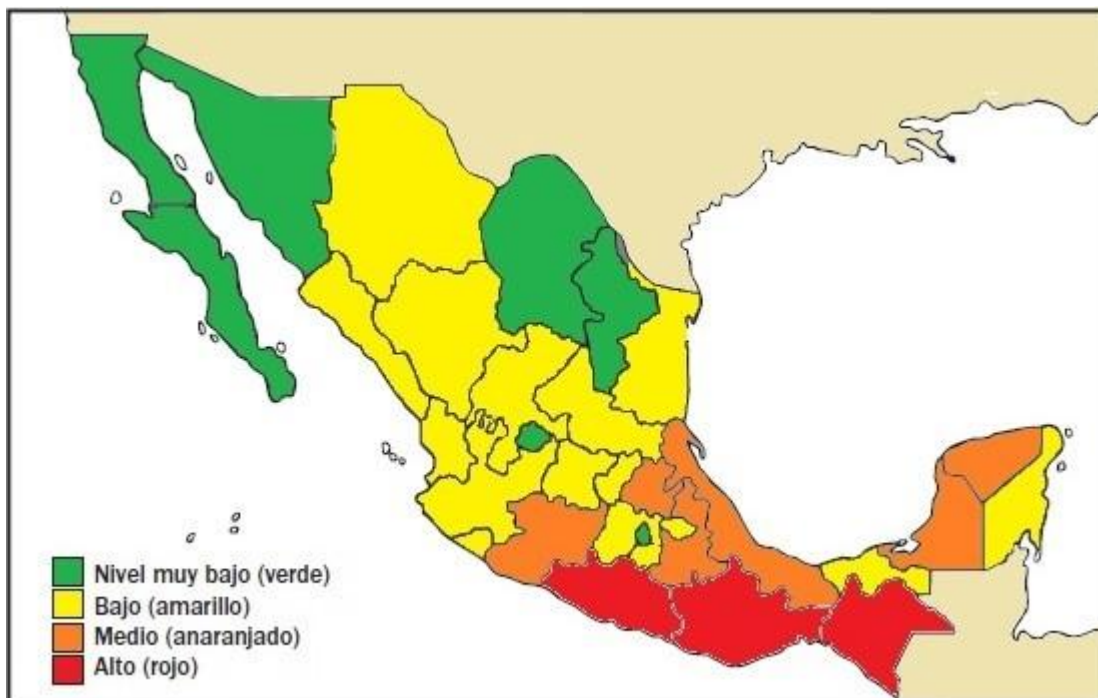 Nivel muy bajo (verde)
Bajo (amarillo)
Medio (anaranjado)
Alto (rojo)